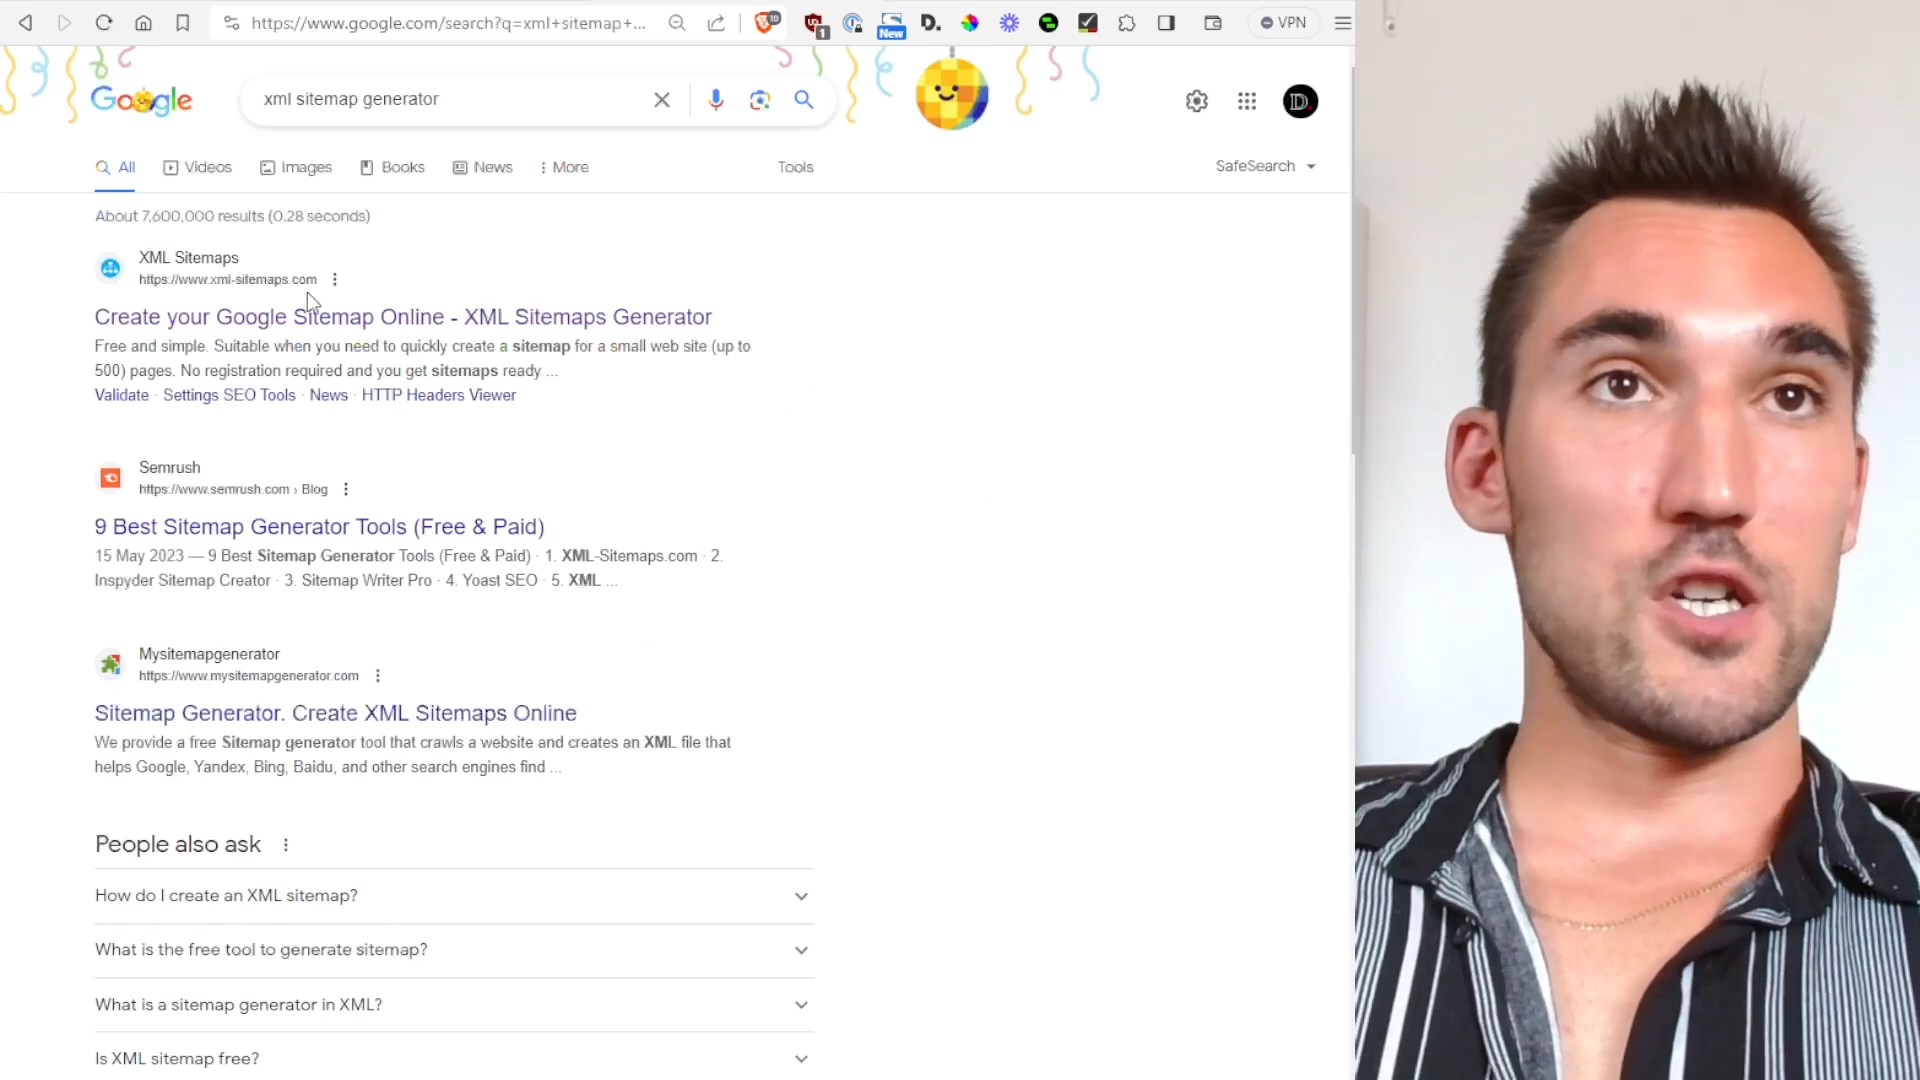 https://www.google.com/search?q=xml+sitemap+...
10
1
New
D.
VPN
Google
xml sitemap generator
D.
All
Videos
Images
Books
News
More
Tools
SafeSearch
About 7,600,000 results (0.28 seconds)
XML Sitemaps
https://www.xml-sitemaps.com
Create your Google Sitemap Online - XML Sitemaps Generator
Free and simple. Suitable when you need to quickly create a sitemap for a small web site (up to
500) pages. No registration required and you get sitemaps ready ...
Validate · Settings SEO Tools · News · HTTP Headers Viewer
Semrush
https://www.semrush.com › Blog
9 Best Sitemap Generator Tools (Free & Paid)
15 May 2023 — 9 Best Sitemap Generator Tools (Free & Paid) · 1. XML-Sitemaps.com · 2.
Inspyder Sitemap Creator · 3. Sitemap Writer Pro · 4. Yoast SEO · 5. XML ...
Mysitemapgenerator
https://www.mysitemapgenerator.com
Sitemap Generator. Create XML Sitemaps Online
We provide a free Sitemap generator tool that crawls a website and creates an XML file that
helps Google, Yandex, Bing, Baidu, and other search engines find ...
People also ask
How do I create an XML sitemap?
What is the free tool to generate sitemap?
What is a sitemap generator in XML?
Is XML sitemap free?